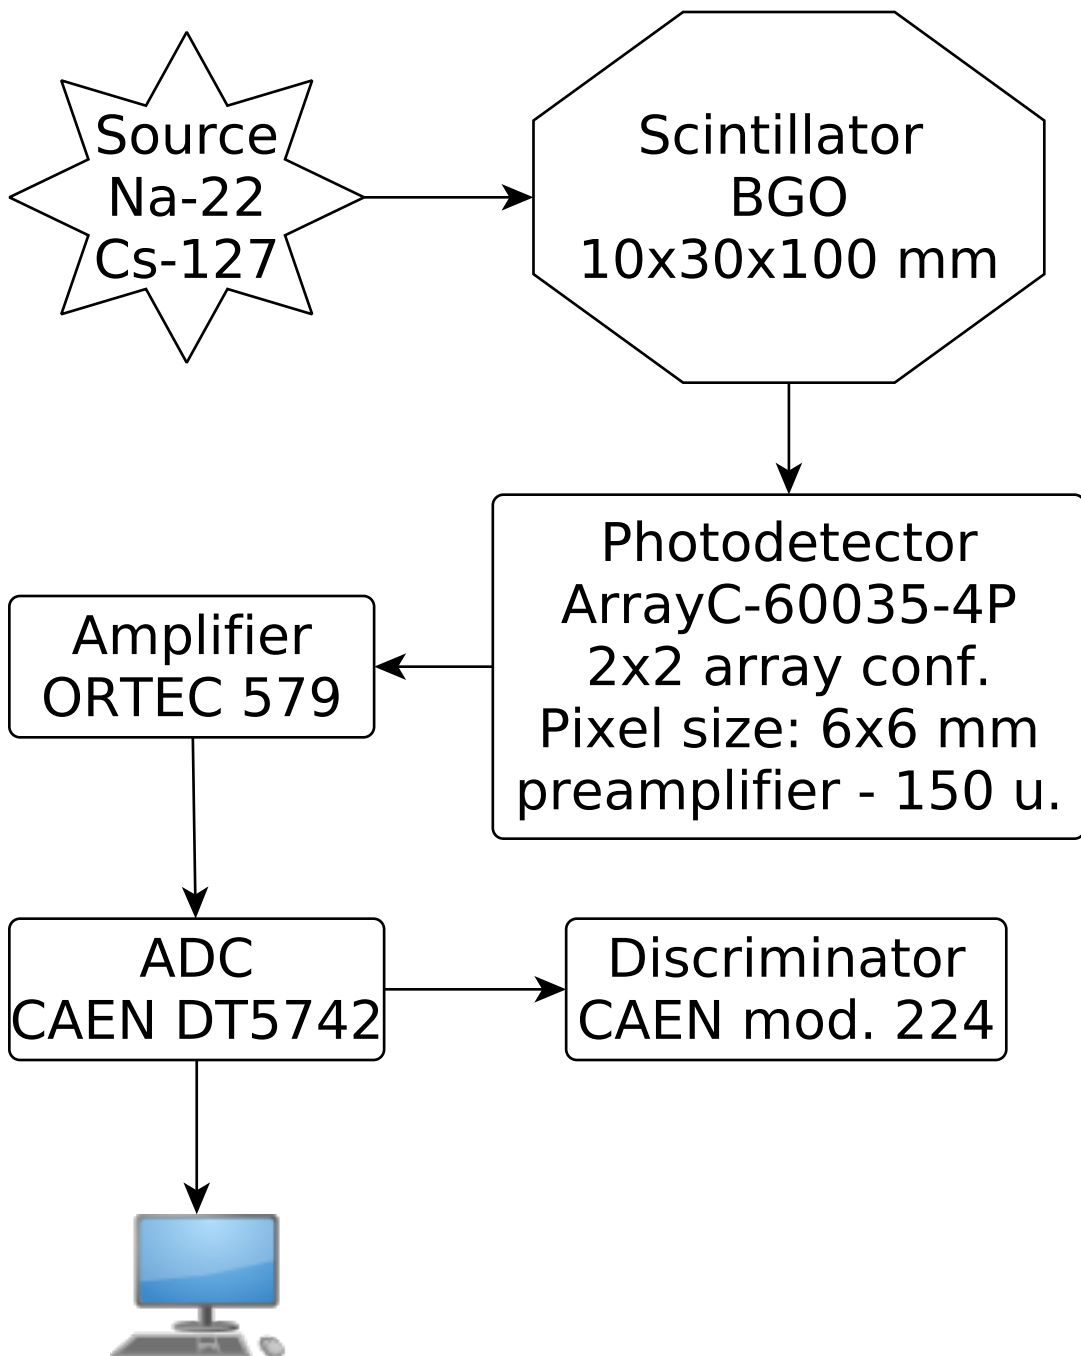 Source
Na-22
Cs-127
Scintillator
BGO
10x30x100 mm
Photodetector
ArrayC-60035-4P
2x2 array conf.
Pixel size: 6x6 mm
preamplifier - 150 u.
Amplifier
ORTEC 579
ADC
CAEN DT5742
Discriminator
CAEN mod. 224